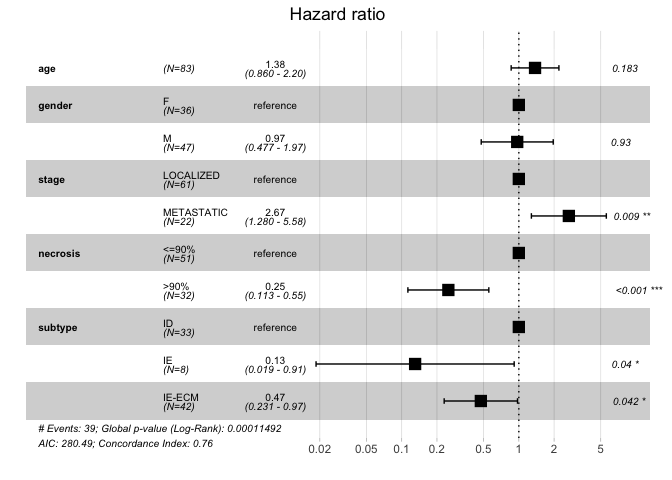 Hazard ratio
age (N=83) 1.38 (0.860 - 2.20) 0.183
gender F (N=36) reference
M (N=47) 0.97 (0.477 - 1.97) 0.93
stage LOCALIZED (N=61) reference
METASTATIC (N=22) 2.67 (1.280 - 5.58) 0.009 **
necrosis <=90% (N=51) reference
>90% (N=32) 0.25 (0.113 - 0.55) <0.001 ***
subtype ID (N=33) reference
IE (N=8) 0.13 (0.019 - 0.91) 0.04 *
IE-ECM (N=42) 0.47 (0.231 - 0.97) 0.042 *
# Events: 39; Global p-value (Log-Rank): 0.00011492
AIC: 280.49; Concordance Index: 0.76
0.02 0.05 0.1 0.2 0.5 1 2 5